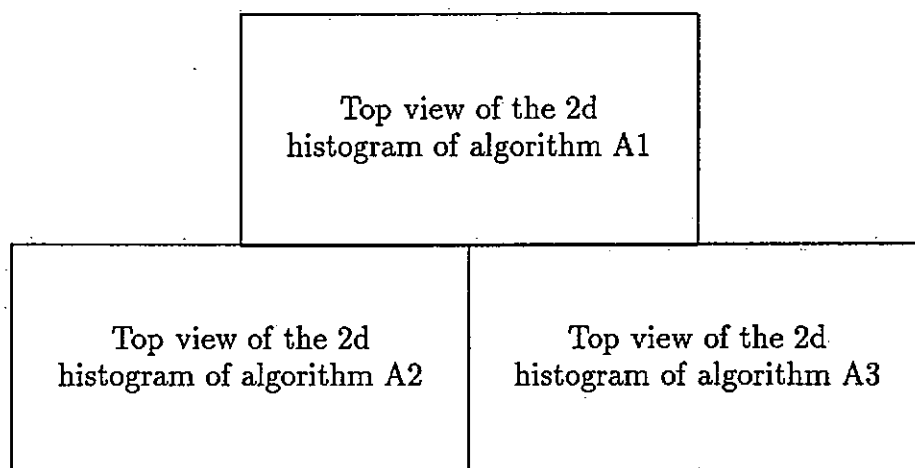 Top view of the 2d
histogram of algorithm A1
Top view of the 2d
histogram of algorithm A2
Top view of the 2d
histogram of algorithm A3